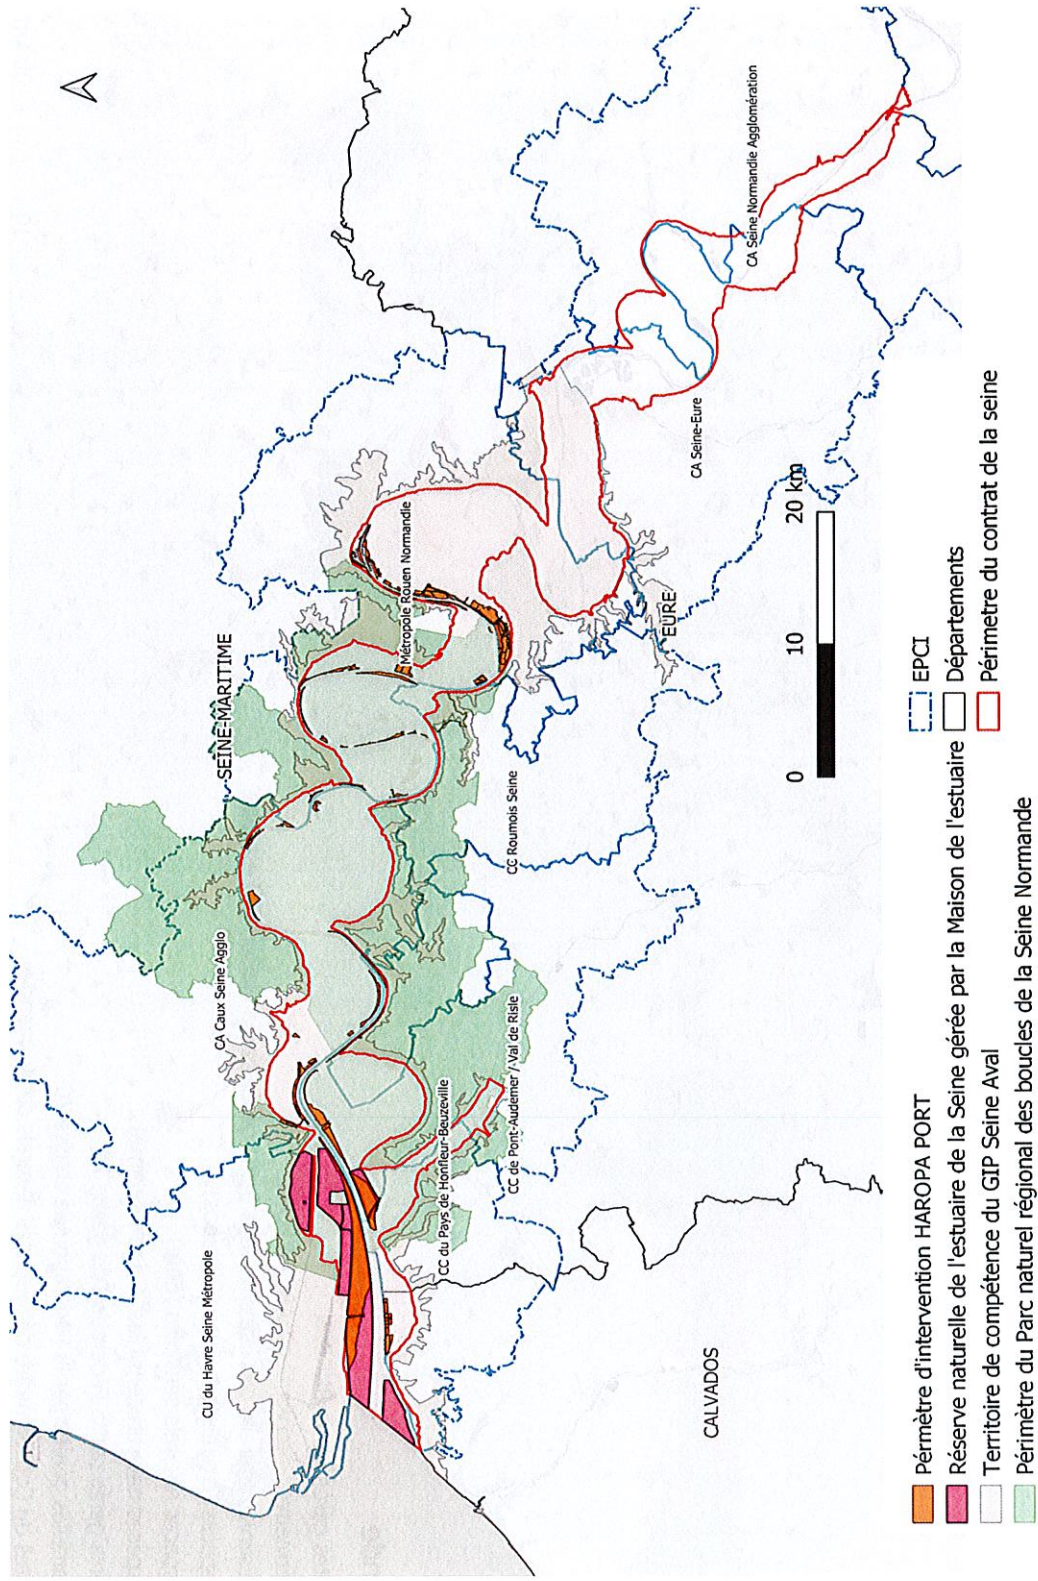 SEINE-MARITIME
CA Seine Normandie Agglomération
Métropole Rouen Normandie
CA Caux Seine Agglo
CU du Havre Seine Métropole
CA Seine-Eure
EURE
CC Roumois Seine
CC de Pont-Audemer / Val de Risle
CC du Pays de Honfleur-Beuzeville
CALVADOS
0 10 20 km
Pérmètre d'intervention HAROPA PORT
Réserve naturelle de l'estuaire de la Seine gérée par la Maison de l'estuaire
Territoire de compétence du GIP Seine Aval
Périmètre du Parc naturel régional des boucles de la Seine Normande
EPCI
Départements
Périmètre du contrat de la seine